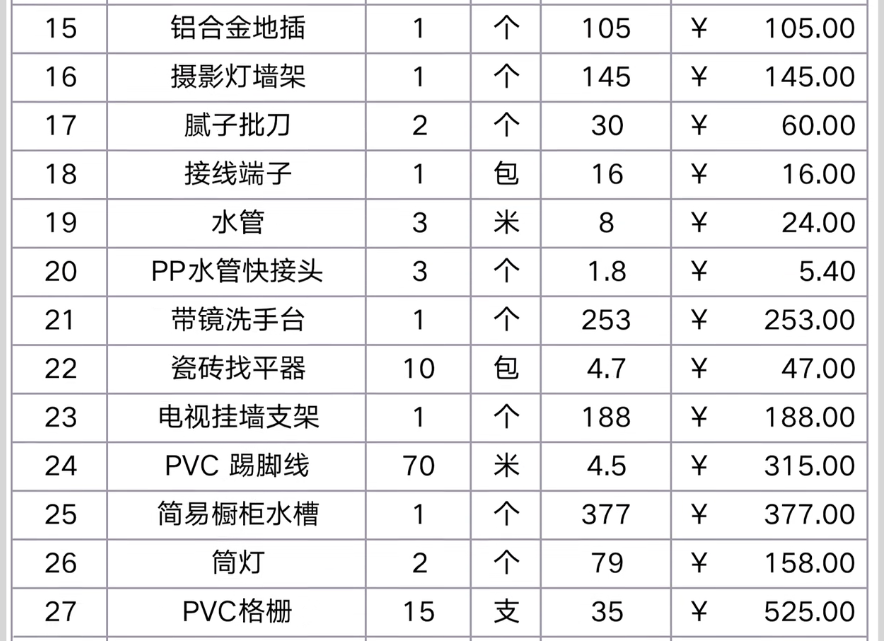 15 铝合金地插 1 个 105 ¥ 105.00
16 摄影灯墙架 1 个 145 ¥ 145.00
17 腻子批刀 2 个 30 ¥ 60.00
18 接线端子 1 包 16 ¥ 16.00
19 水管 3 米 8 ¥ 24.00
20 PP水管快接头 3 个 1.8 ¥ 5.40
21 带镜洗手台 1 个 253 ¥ 253.00
22 瓷砖找平器 10 包 4.7 ¥ 47.00
23 电视挂墙支架 1 个 188 ¥ 188.00
24 PVC 踢脚线 70 米 4.5 ¥ 315.00
25 简易橱柜水槽 1 个 377 ¥ 377.00
26 筒灯 2 个 79 ¥ 158.00
27 PVC格栅 15 支 35 ¥ 525.00